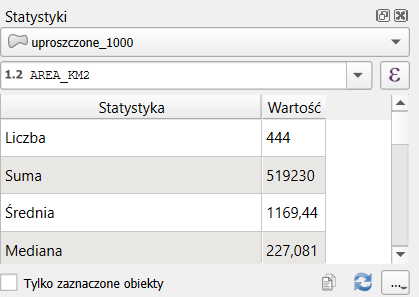 Statystyki
uproszczone_1000
1.2 AREA_KM2 ε
Statystyka Wartość
Liczba 444
Suma 519230
Średnia 1169,44
Mediana 227,081
Tylko zaznaczone obiekty ...